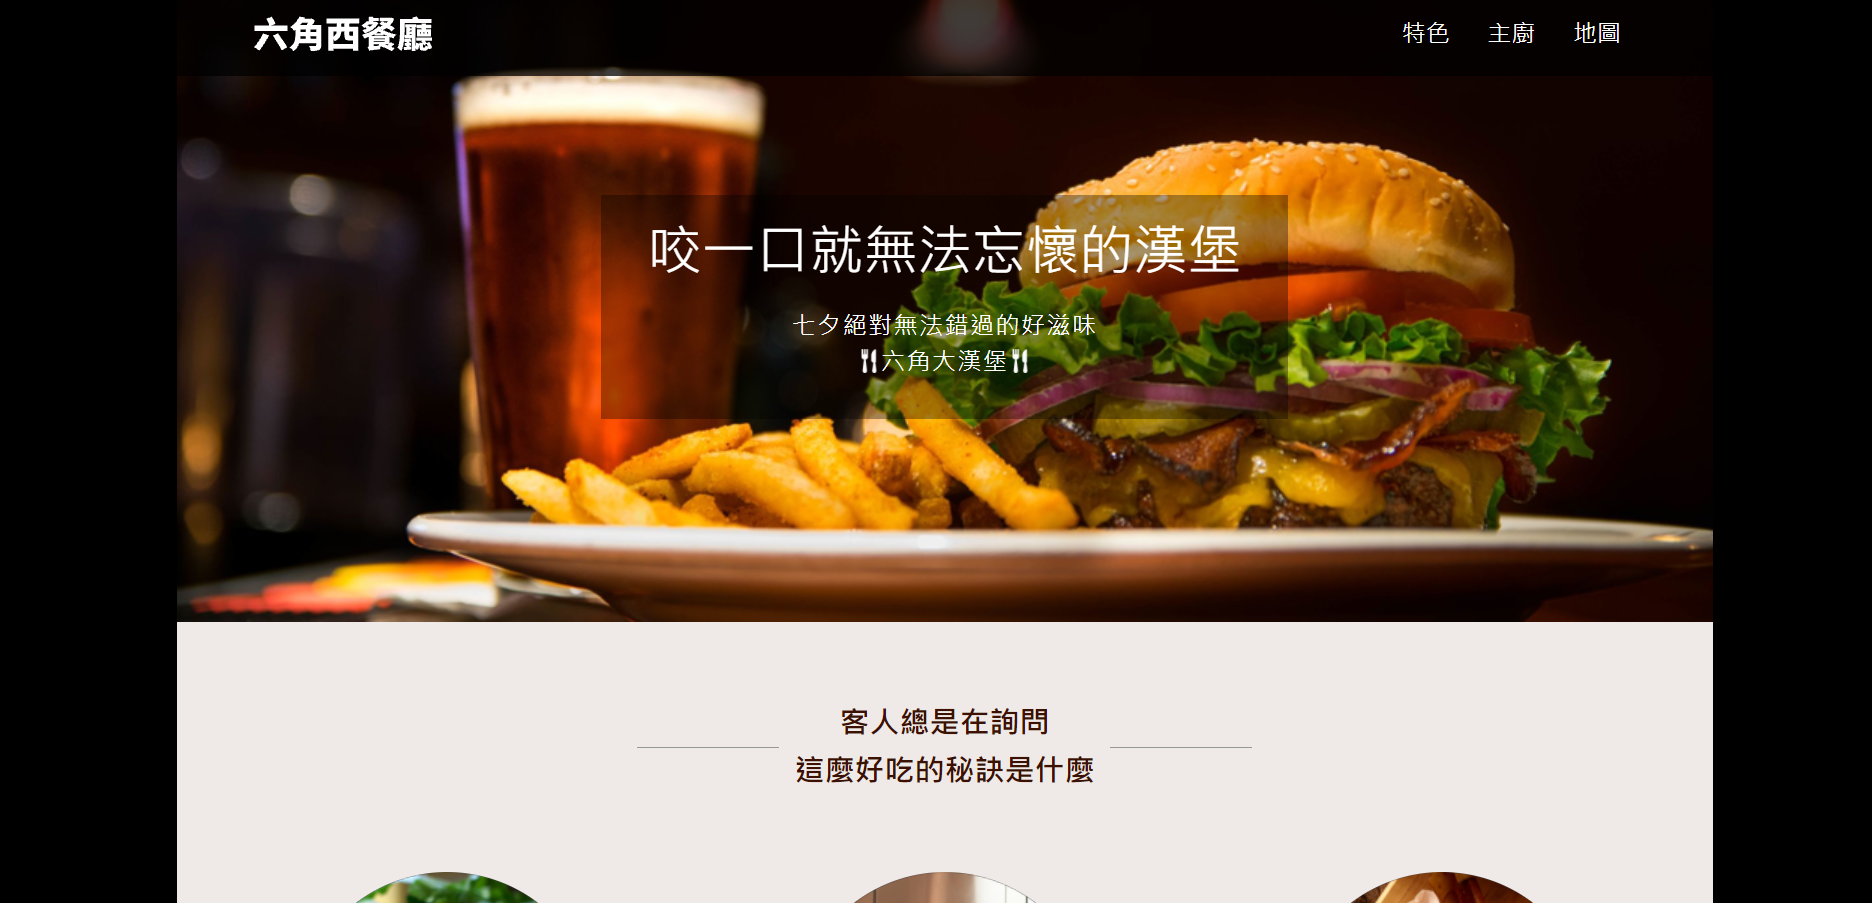 六角西餐廳
特色 主廚 地圖
咬一口就無法忘懷的漢堡
七夕絕對無法錯過的好滋味
🍴六角大漢堡🍴
客人總是在詢問
這麼好吃的秘訣是什麼